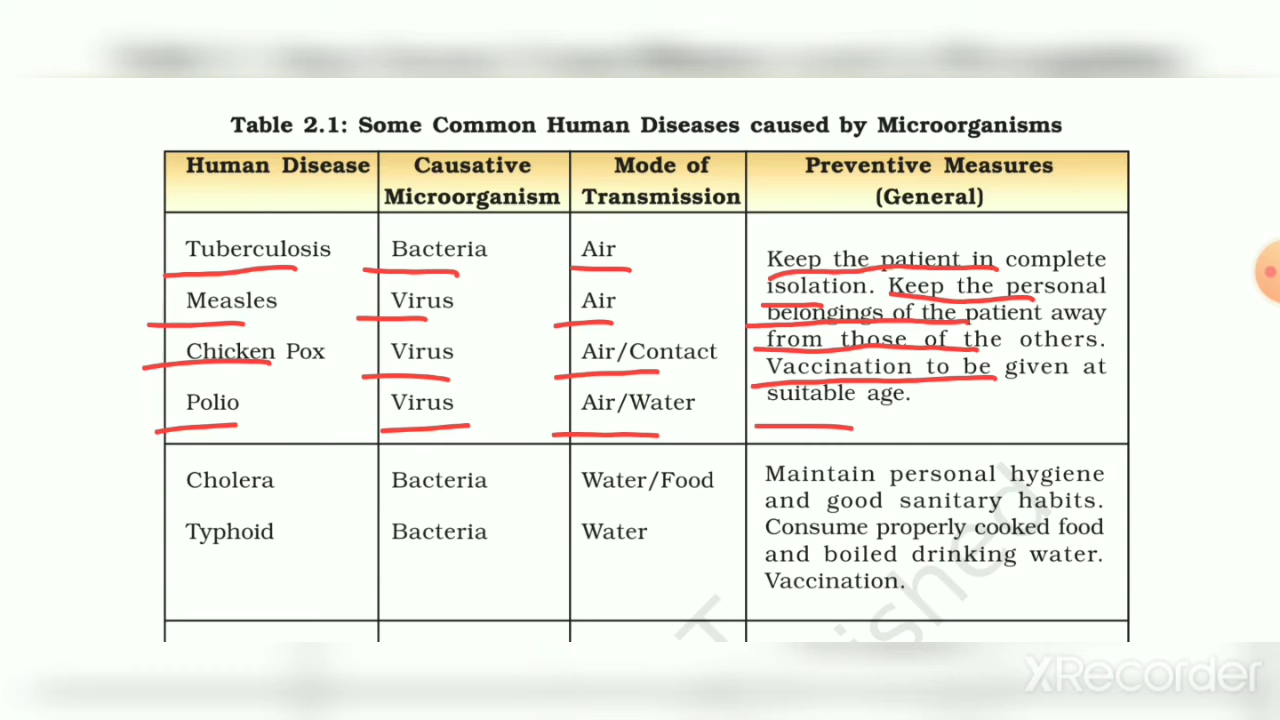 Table 2.1: Some Common Human Diseases caused by Microorganisms
Human Disease
Causative
Microorganism
Mode of
Transmission
Preventive Measures
(General)
Tuberculosis Bacteria Air
Measles Virus Air
Chicken Pox Virus Air/Contact
Polio Virus Air/Water
Keep the patient in complete
isolation. Keep the personal
belongings of the patient away
from those of the others.
Vaccination to be given at
suitable age.
Cholera Bacteria Water/Food
Typhoid Bacteria Water
Maintain personal hygiene
and good sanitary habits.
Consume properly cooked food
and boiled drinking water.
Vaccination.
XRecorder